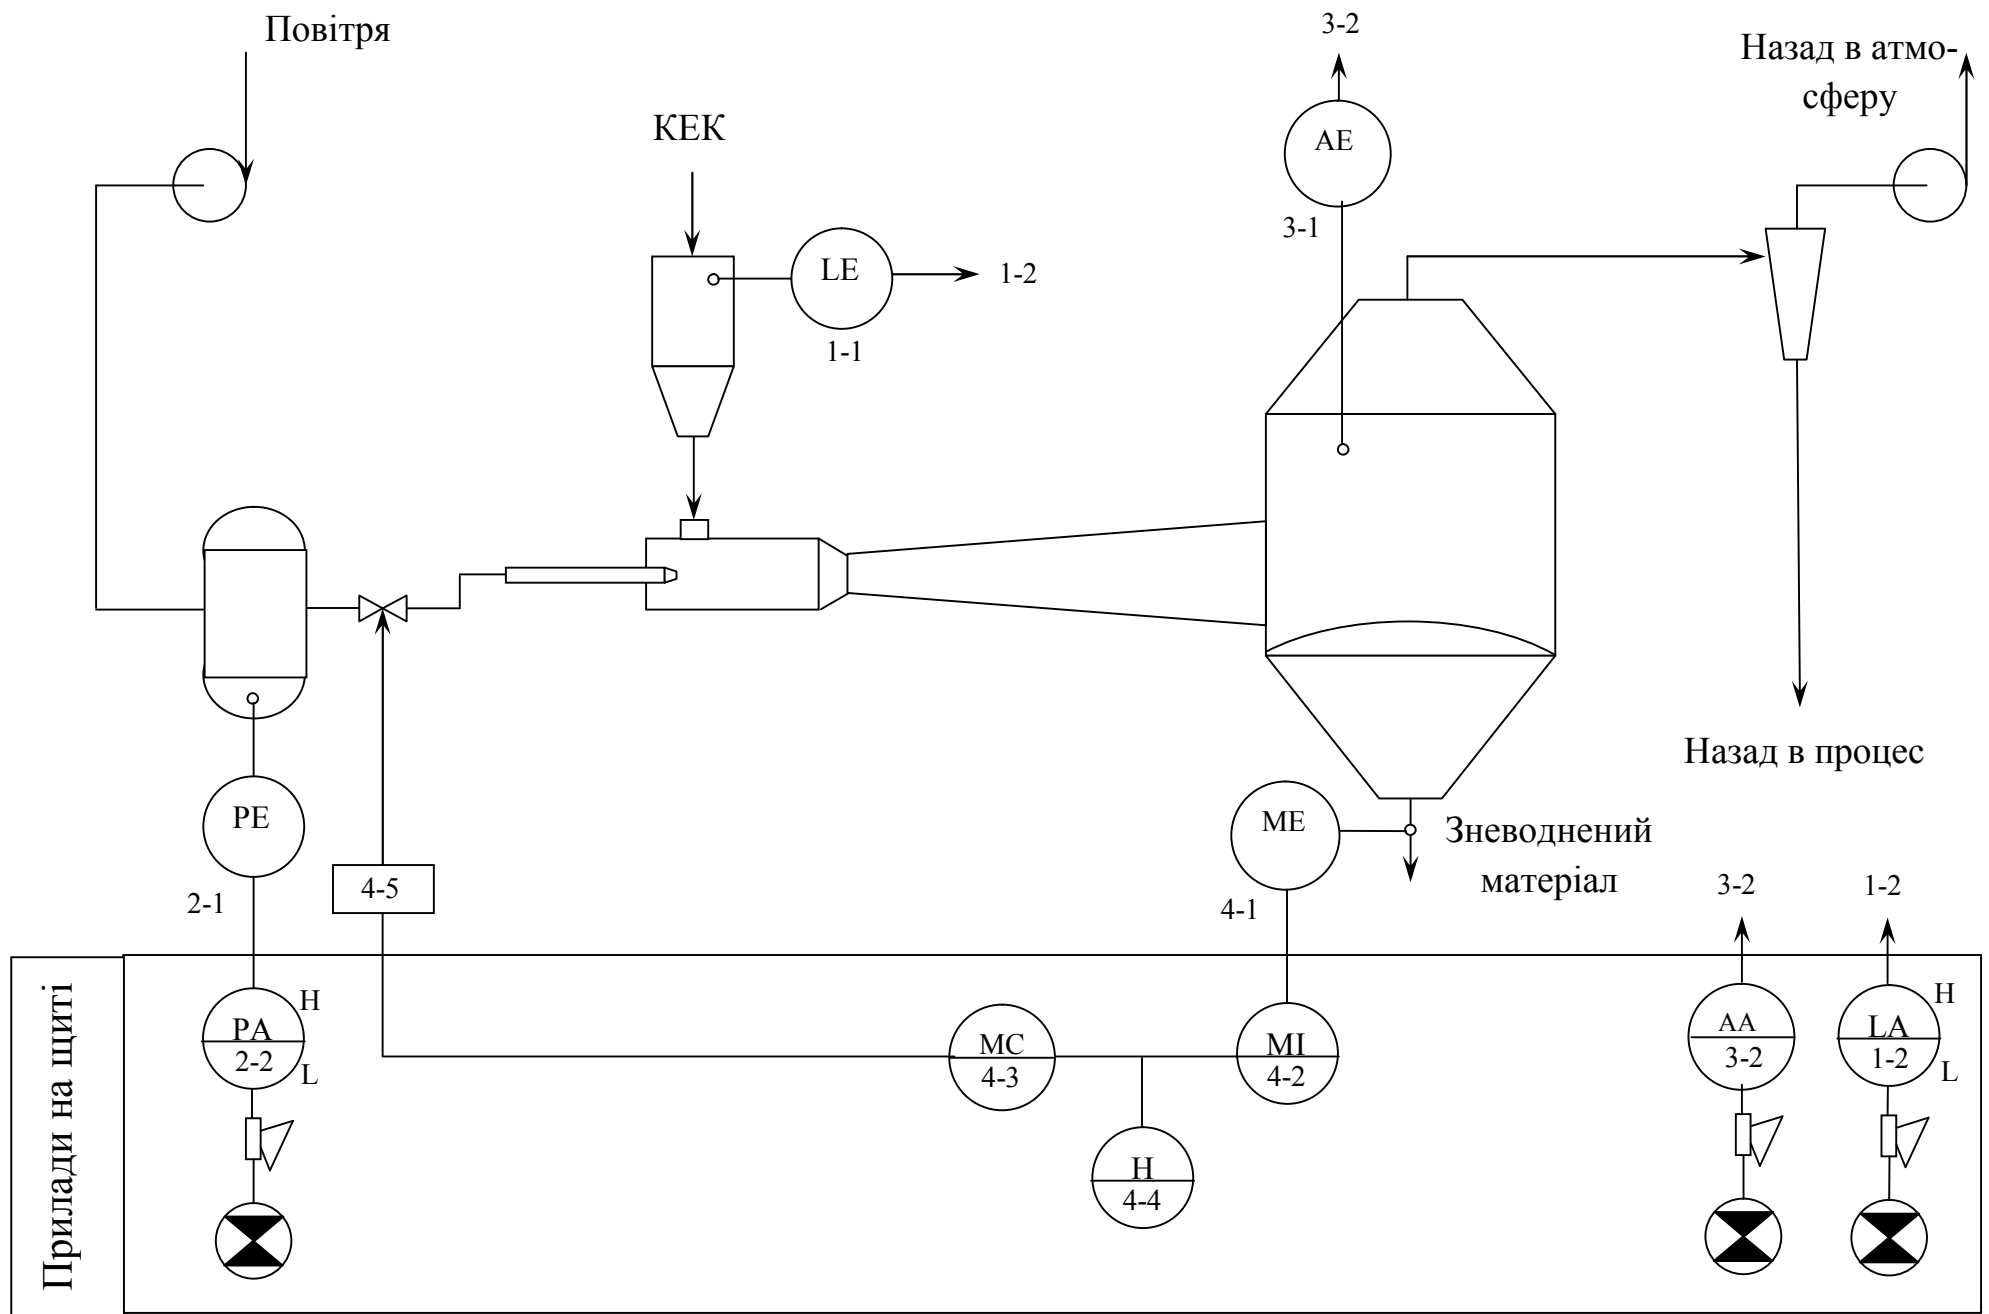 Повітря
3-2
Назад в атмо-
сферу
КЕК
AE
3-1
LE
1-2
1-1
Назад в процес
PE
2-1
4-5
ME
4-1
Зневоднений
матеріал
3-2
1-2
Прилади на щиті
PA
2-2
H
L
MC
4-3
MI
4-2
H
4-4
AA
3-2
LA
1-2
H
L